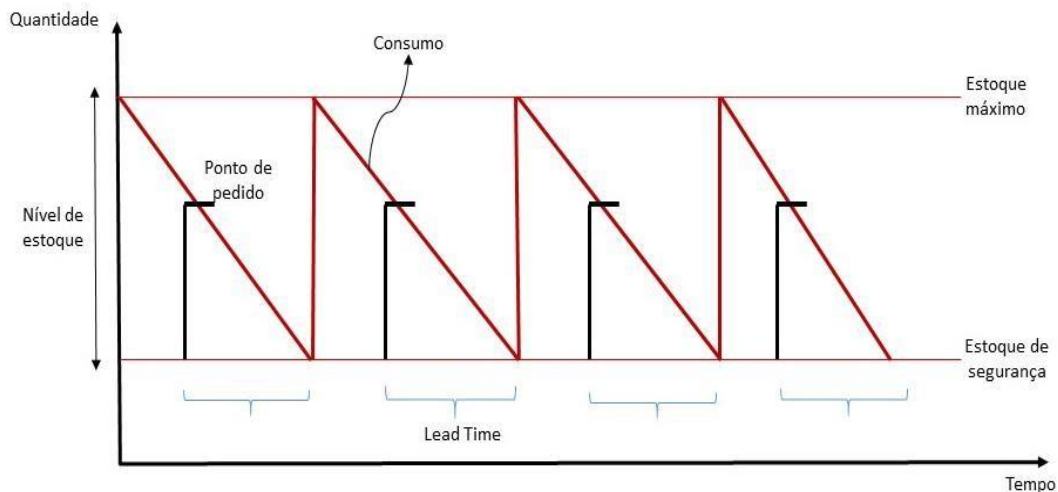 Quantidade
Consumo
Estoque
máximo
Ponto de
pedido
Nível de
estoque
Estoque de
segurança
Lead Time
Tempo